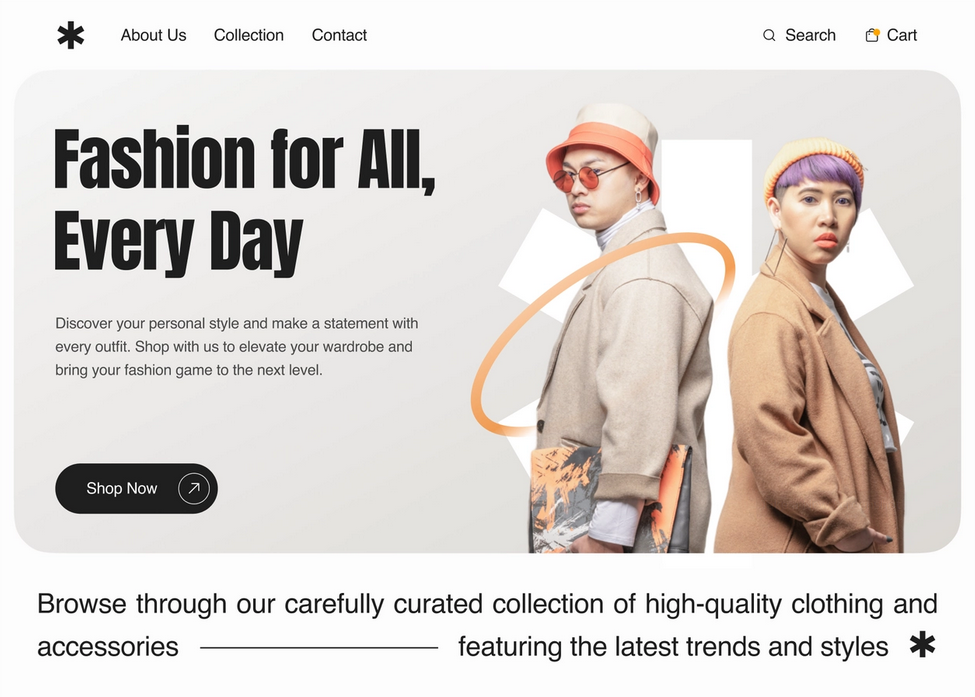 About Us Collection Contact Search Cart
Fashion for All,
Every Day
Discover your personal style and make a statement with
every outfit. Shop with us to elevate your wardrobe and
bring your fashion game to the next level.
Shop Now
Browse through our carefully curated collection of high-quality clothing and
accessories featuring the latest trends and styles